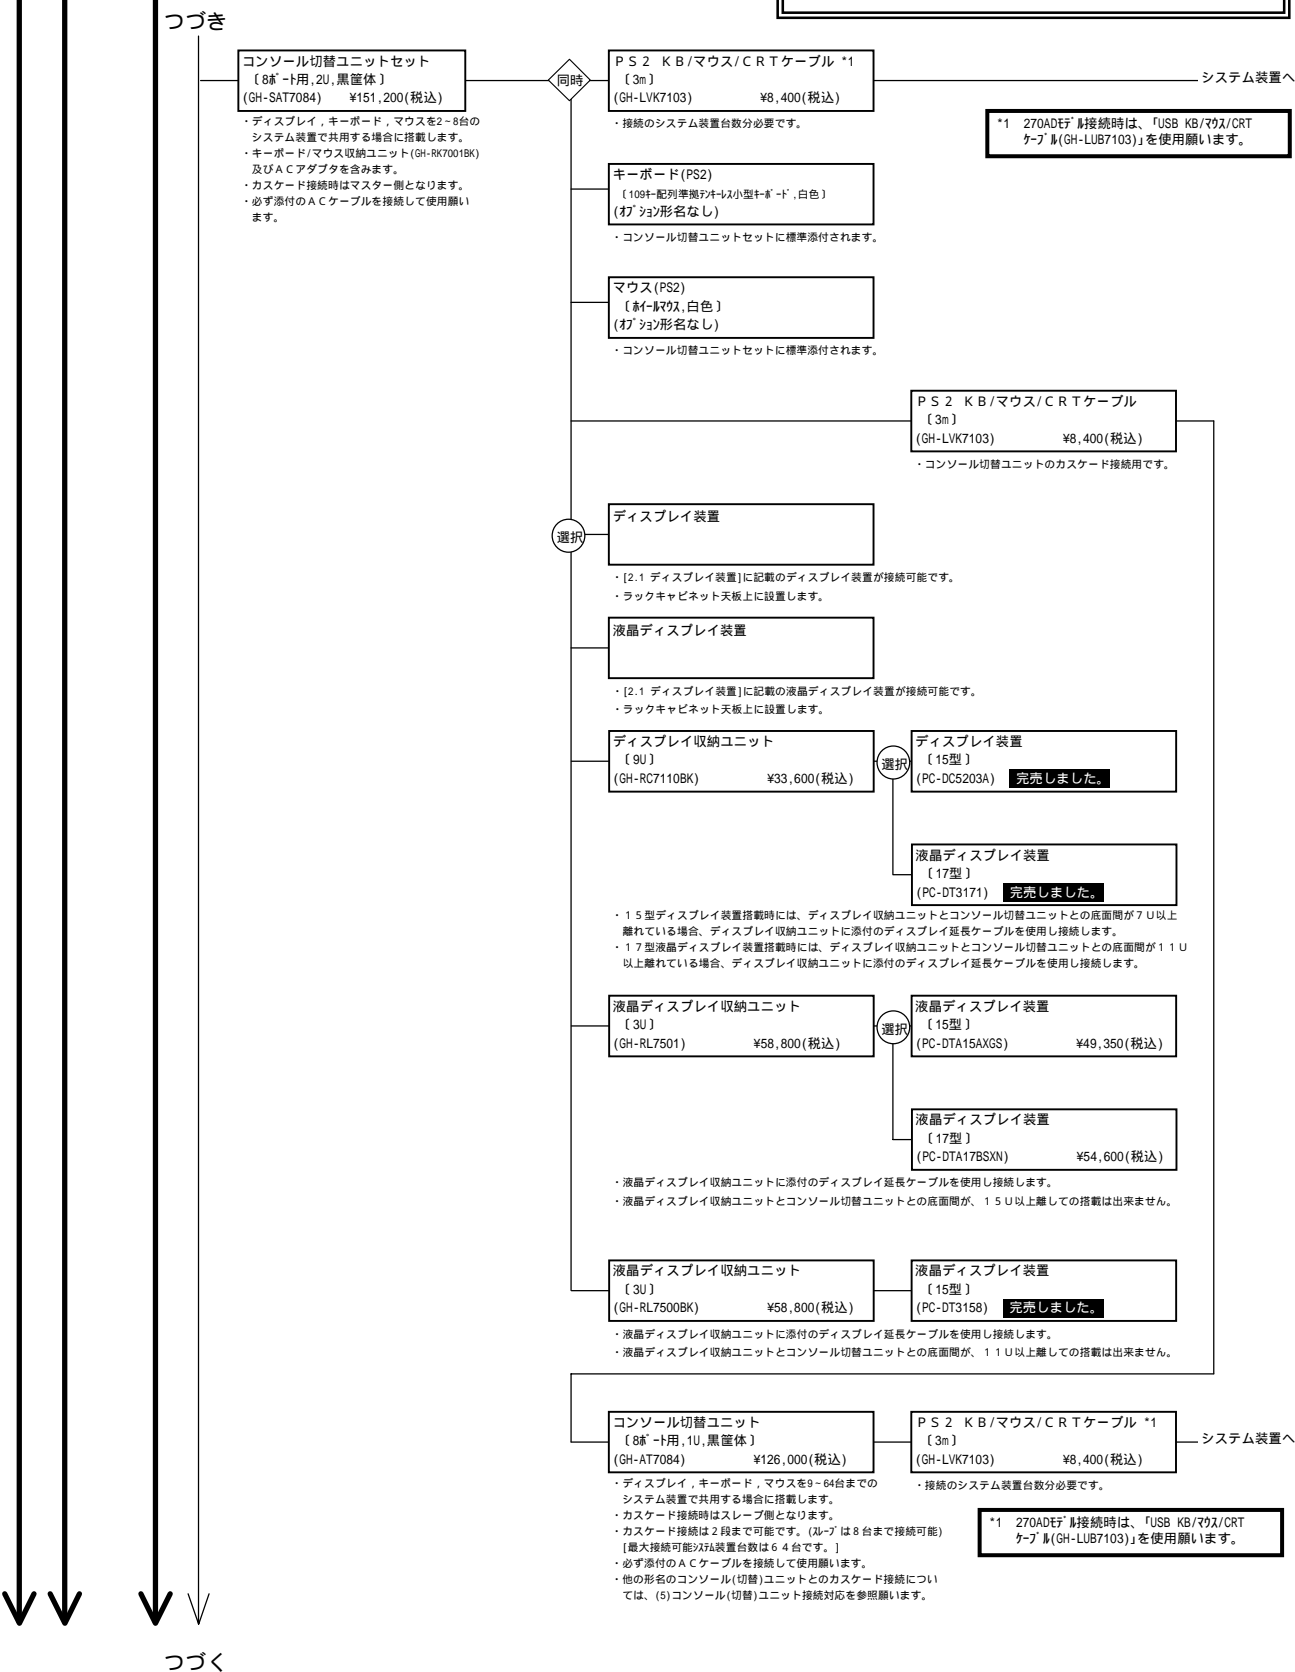 つづき
コンソール切替ユニットセット
〔8ﾎﾟｰﾄ用,2U,黒筐体〕
(GH-SAT7084) ¥151,200(税込)
・ディスプレイ，キーボード，マウスを2~8台の
システム装置で共用する場合に搭載します。
・キーボード/マウス収納ユニット(GH-RK7001BK)
及びＡＣアダプタを含みます。
・カスケード接続時はマスター側となります。
・必ず添付のＡＣケーブルを接続して使用願い
ます。
同時
ＰＳ２ ＫＢ/マウス/ＣＲＴケーブル *1
〔3m〕
(GH-LVK7103) ¥8,400(税込)
・接続のシステム装置台数分必要です。
システム装置へ
*1 270ADﾓﾃﾞﾙ接続時は、「USB KB/ﾏｳｽ/CRT
ｹｰﾌﾞﾙ(GH-LUB7103)」を使用願います。
キーボード(PS2)
〔109ｷｰ配列準拠ﾃﾝｷｰﾚｽ小型ｷｰﾎﾞｰﾄﾞ,白色〕
(ｵﾌﾟｼｮﾝ形名なし)
・コンソール切替ユニットセットに標準添付されます。
マウス(PS2)
〔ﾎｲｰﾙﾏｳｽ,白色〕
(ｵﾌﾟｼｮﾝ形名なし)
・コンソール切替ユニットセットに標準添付されます。
ＰＳ２ ＫＢ/マウス/ＣＲＴケーブル
〔3m〕
(GH-LVK7103) ¥8,400(税込)
・コンソール切替ユニットのカスケード接続用です。
選択
ディスプレイ装置
・[2.1 ディスプレイ装置]に記載のディスプレイ装置が接続可能です。
・ラックキャビネット天板上に設置します。
液晶ディスプレイ装置
・[2.1 ディスプレイ装置]に記載の液晶ディスプレイ装置が接続可能です。
・ラックキャビネット天板上に設置します。
ディスプレイ収納ユニット
〔9U〕
(GH-RC7110BK) ¥33,600(税込)
選択
ディスプレイ装置
〔15型〕
(PC-DC5203A) 完売しました。
液晶ディスプレイ装置
〔17型〕
(PC-DT3171) 完売しました。
・１５型ディスプレイ装置搭載時には、ディスプレイ収納ユニットとコンソール切替ユニットとの底面間が７Ｕ以上
離れている場合、ディスプレイ収納ユニットに添付のディスプレイ延長ケーブルを使用し接続します。
・１７型液晶ディスプレイ装置搭載時には、ディスプレイ収納ユニットとコンソール切替ユニットとの底面間が１１Ｕ
以上離れている場合、ディスプレイ収納ユニットに添付のディスプレイ延長ケーブルを使用し接続します。
液晶ディスプレイ収納ユニット
〔3U〕
(GH-RL7501) ¥58,800(税込)
選択
液晶ディスプレイ装置
〔15型〕
(PC-DTA15AXGS) ¥49,350(税込)
液晶ディスプレイ装置
〔17型〕
(PC-DTA17BSXN) ¥54,600(税込)
・液晶ディスプレイ収納ユニットに添付のディスプレイ延長ケーブルを使用し接続します。
・液晶ディスプレイ収納ユニットとコンソール切替ユニットとの底面間が、１５Ｕ以上離しての搭載は出来ません。
液晶ディスプレイ収納ユニット
〔3U〕
(GH-RL7500BK) ¥58,800(税込)
液晶ディスプレイ装置
〔15型〕
(PC-DT3158) 完売しました。
・液晶ディスプレイ収納ユニットに添付のディスプレイ延長ケーブルを使用し接続します。
・液晶ディスプレイ収納ユニットとコンソール切替ユニットとの底面間が、１１Ｕ以上離しての搭載は出来ません。
コンソール切替ユニット
〔8ﾎﾟｰﾄ用,1U,黒筐体〕
(GH-AT7084) ¥126,000(税込)
・ディスプレイ，キーボード，マウスを9~64台までの
システム装置で共用する場合に搭載します。
・カスケード接続時はスレーブ側となります。
・カスケード接続は２段まで可能です。(ｽﾚｰﾌﾞは８台まで接続可能)
[最大接続可能ｼｽﾃﾑ装置台数は６４台です。]
・必ず添付のＡＣケーブルを接続して使用願います。
・他の形名のコンソール(切替)ユニットとのカスケード接続につい
ては、(5)コンソール(切替)ユニット接続対応を参照願います。
ＰＳ２ ＫＢ/マウス/ＣＲＴケーブル *1
〔3m〕
(GH-LVK7103) ¥8,400(税込)
・接続のシステム装置台数分必要です。
システム装置へ
*1 270ADﾓﾃﾞﾙ接続時は、「USB KB/ﾏｳｽ/CRT
ｹｰﾌﾞﾙ(GH-LUB7103)」を使用願います。
つづく